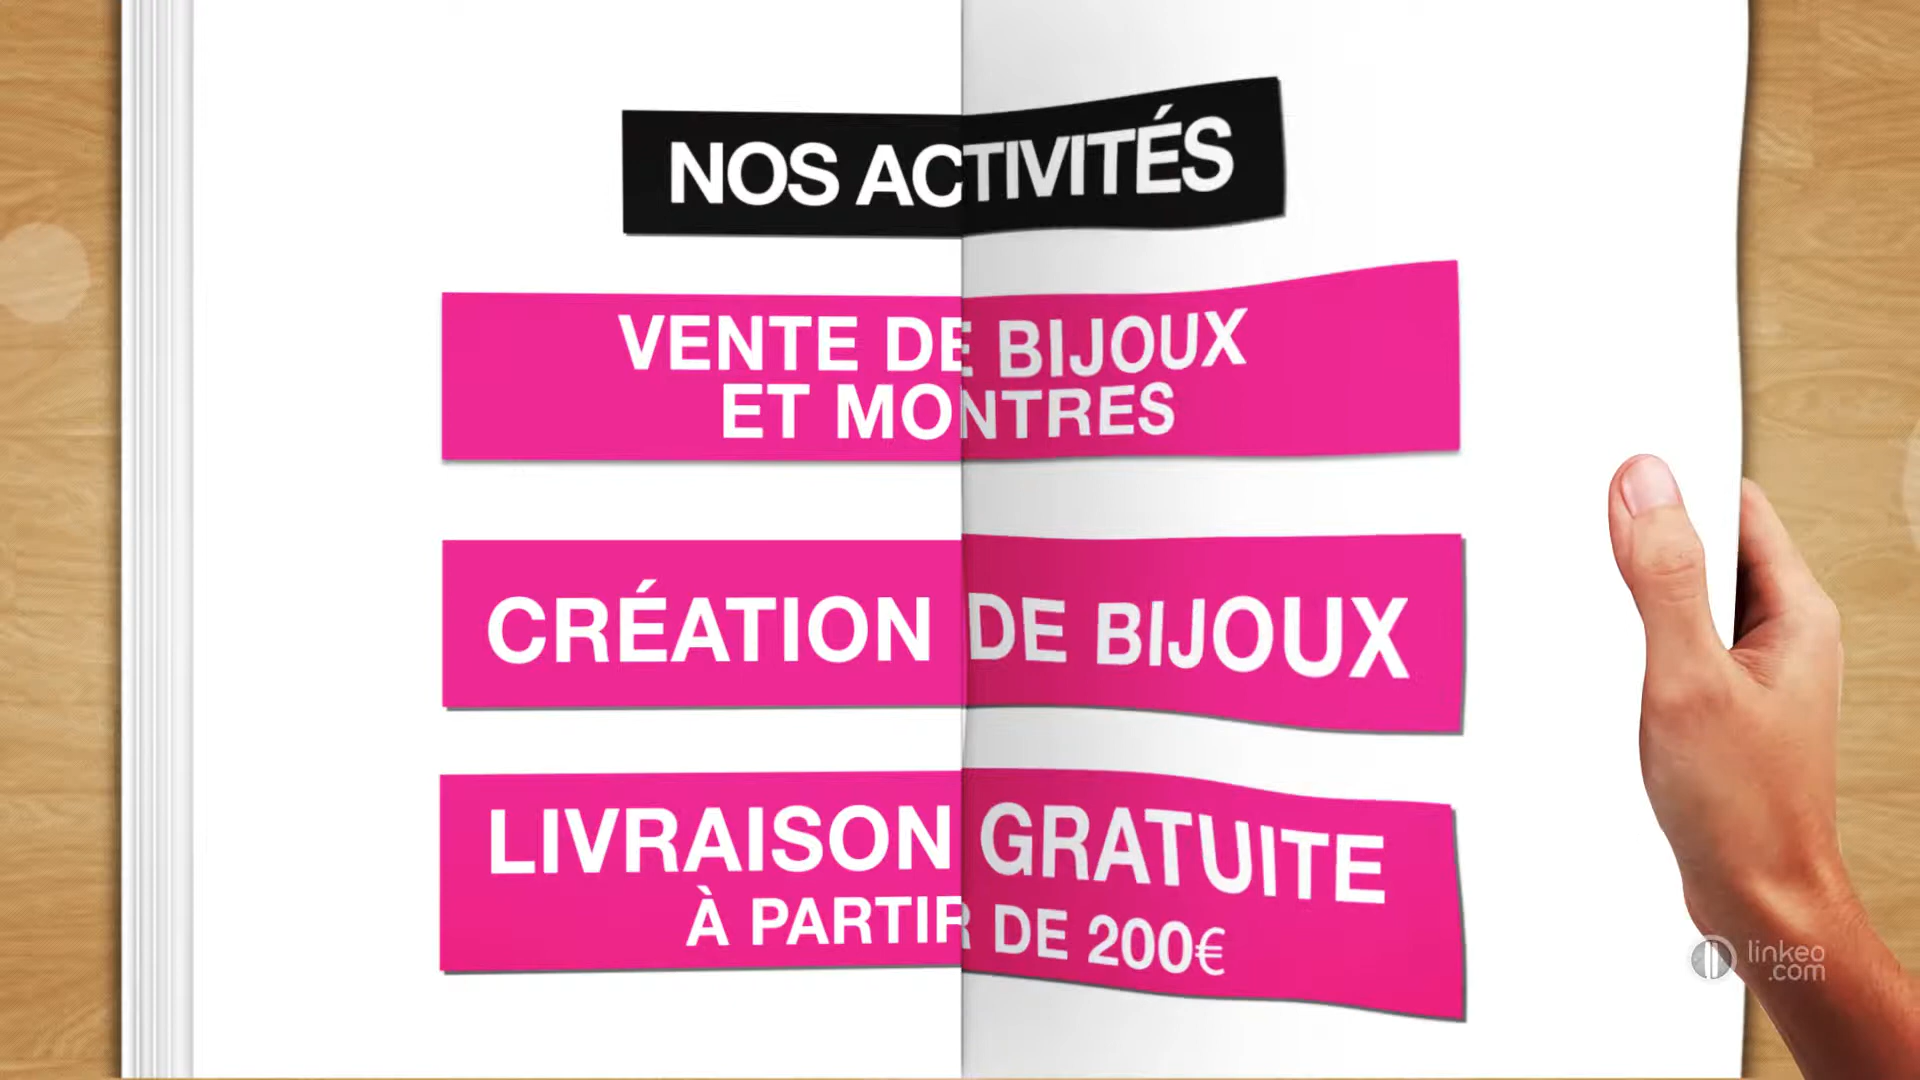 NOS ACTIVITÉS
VENTE DE BIJOUX
ET MONTRES
CRÉATION DE BIJOUX
LIVRAISON GRATUITE
À PARTIR DE 200€
linkeo
.com